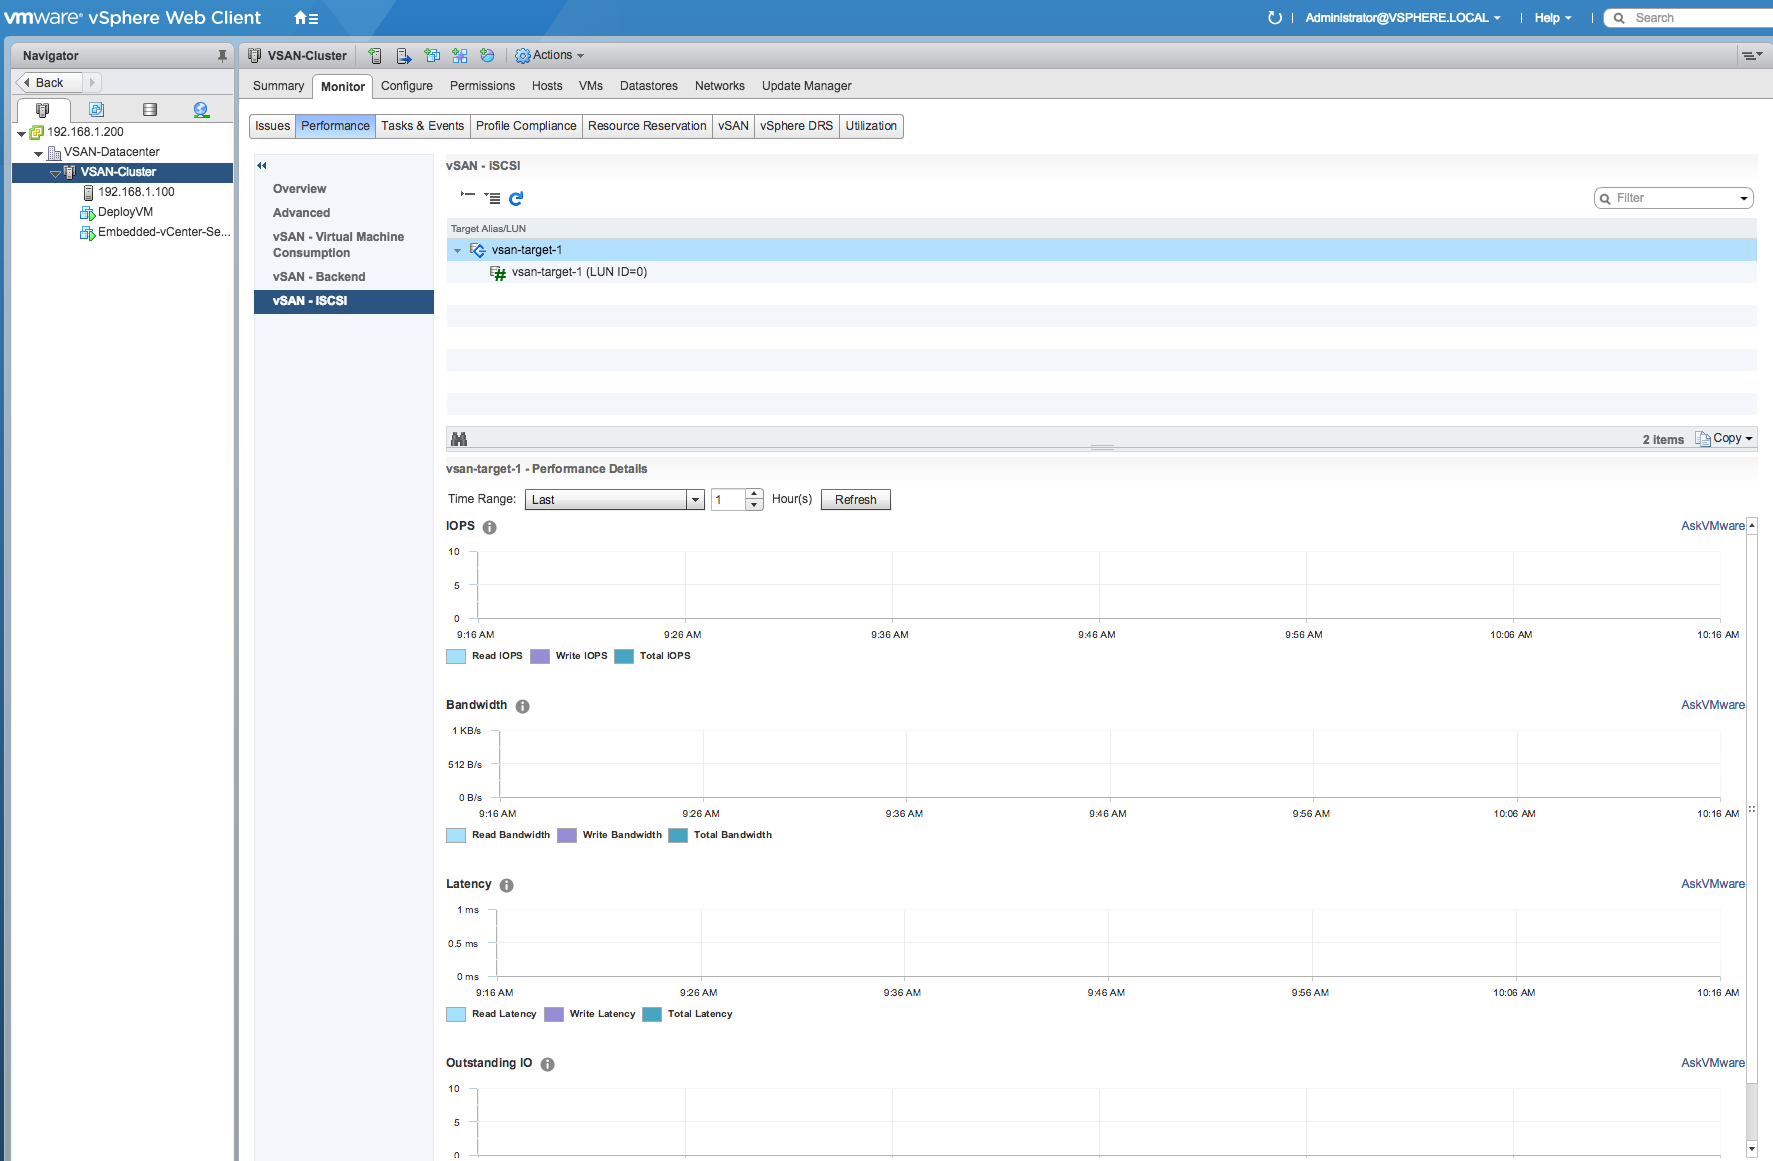 vmware® vSphere Web Client
Administrator@VSPHERE.LOCAL
Help
Search
Navigator
Back
192.168.1.200
VSAN-Datacenter
VSAN-Cluster
192.168.1.100
DeployVM
Embedded-vCenter-Se...
VSAN-Cluster
Actions
Summary Monitor Configure Permissions Hosts VMs Datastores Networks Update Manager
Issues Performance Tasks & Events Profile Compliance Resource Reservation vSAN vSphere DRS Utilization
Overview
Advanced
vSAN - Virtual Machine
Consumption
vSAN - Backend
vSAN - iSCSI
vSAN - iSCSI
Filter
Target Alias/LUN
vsan-target-1
vsan-target-1 (LUN ID=0)
2 items Copy
vsan-target-1 - Performance Details
Time Range: Last 1 Hour(s) Refresh
IOPS AskVMware
10
5
0
9:16 AM 9:26 AM 9:36 AM 9:46 AM 9:56 AM 10:06 AM 10:16 AM
Read IOPS Write IOPS Total IOPS
Bandwidth AskVMware
1 KB/s
512 B/s
0 B/s
9:16 AM 9:26 AM 9:36 AM 9:46 AM 9:56 AM 10:06 AM 10:16 AM
Read Bandwidth Write Bandwidth Total Bandwidth
Latency AskVMware
1 ms
0.5 ms
0 ms
9:16 AM 9:26 AM 9:36 AM 9:46 AM 9:56 AM 10:06 AM 10:16 AM
Read Latency Write Latency Total Latency
Outstanding IO AskVMware
10
5
0